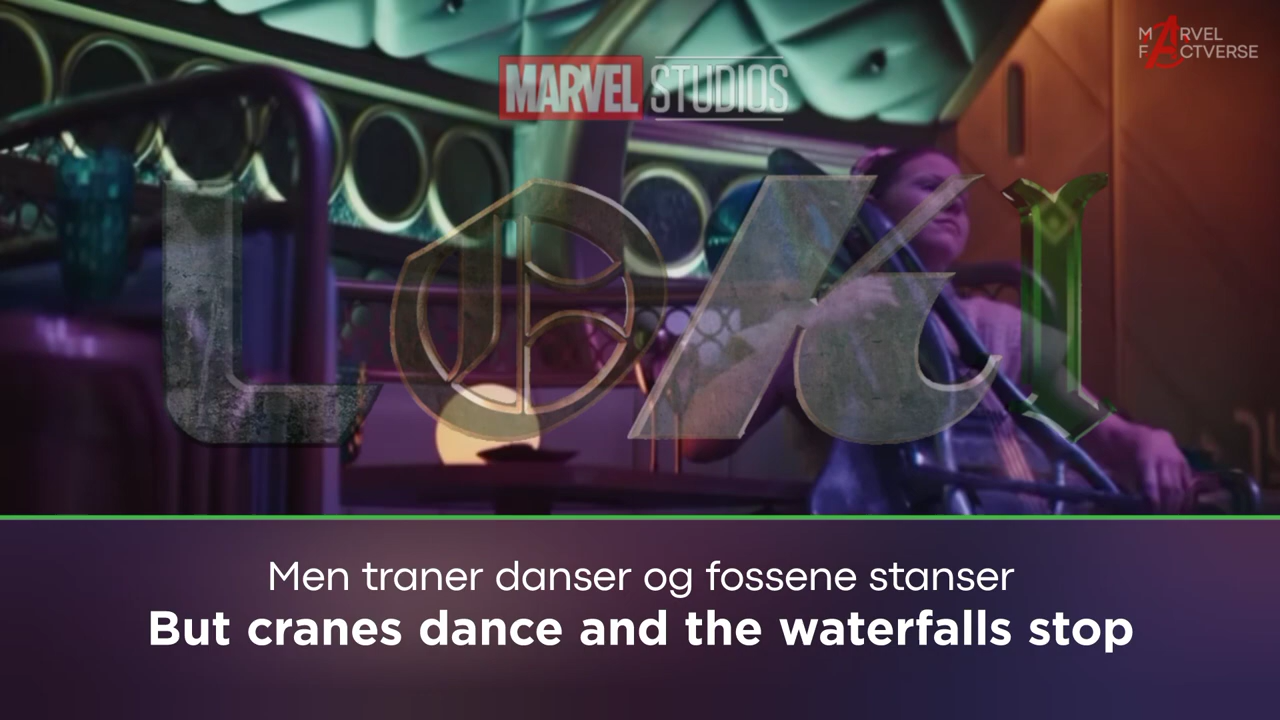 MARVEL
FACTVERSE
MARVEL STUDIOS
LOKI
Men traner danser og fossene stanser
But cranes dance and the waterfalls stop